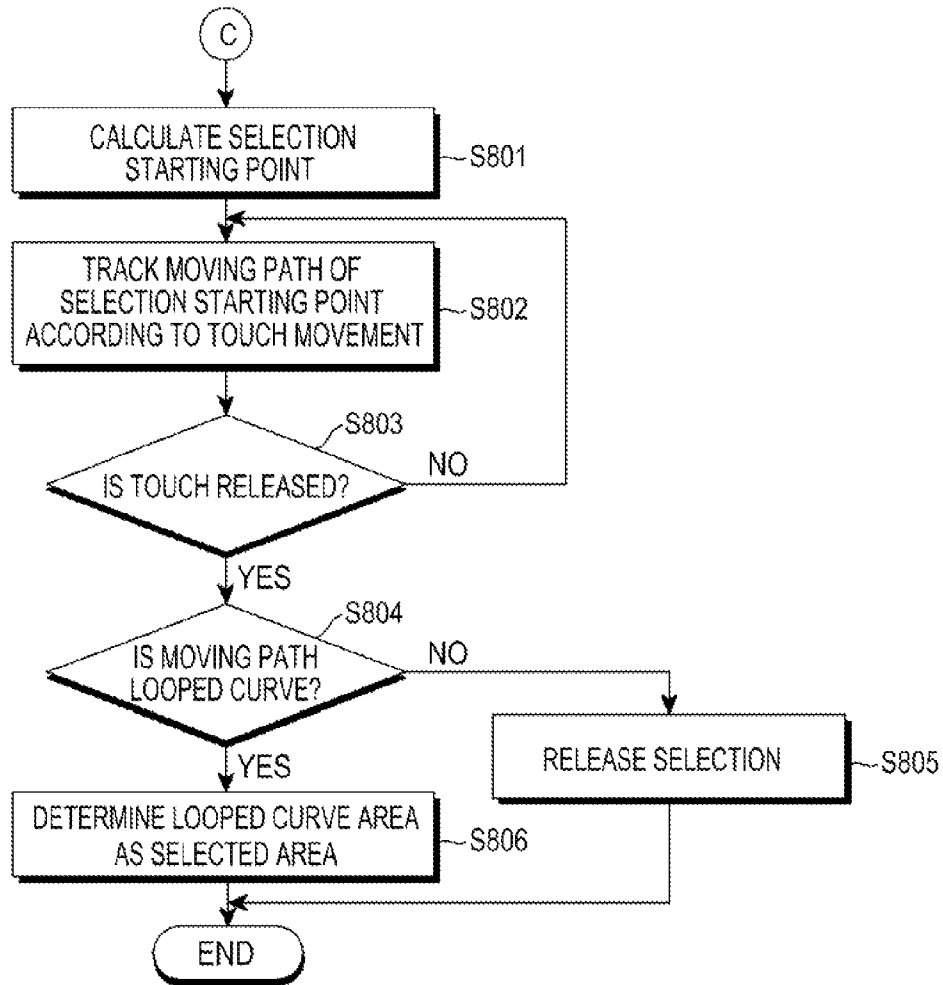 C
CALCULATE SELECTION
STARTING POINT
S801
TRACK MOVING PATH OF
SELECTION STARTING POINT
ACCORDING TO TOUCH MOVEMENT
S802
S803
IS TOUCH RELEASED?
NO
YES
S804
IS MOVING PATH
LOOPED CURVE?
NO
YES
RELEASE SELECTION
S805
DETERMINE LOOPED CURVE AREA
AS SELECTED AREA
S806
END